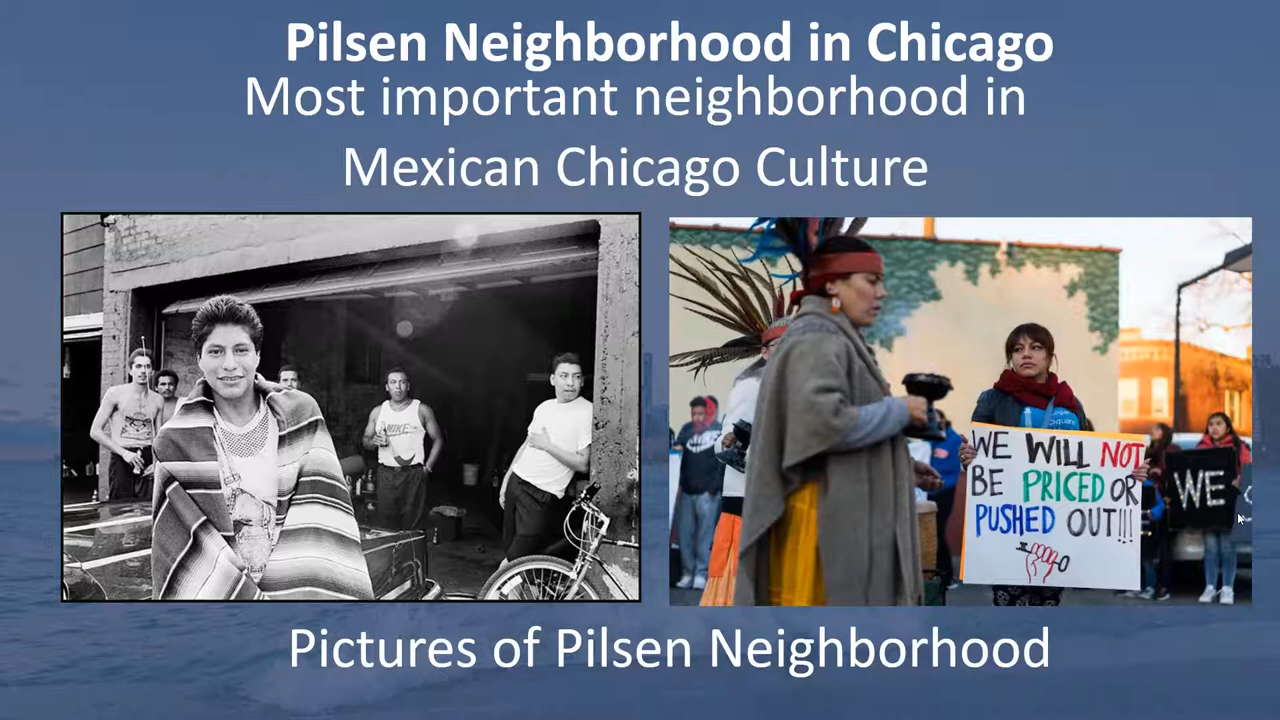 Pilsen Neighborhood in Chicago
Most important neighborhood in
Mexican Chicago Culture
NIKE
WE WILL NOT
BE PRICED OR
PUSHED OUT!!!
WE
Pictures of Pilsen Neighborhood